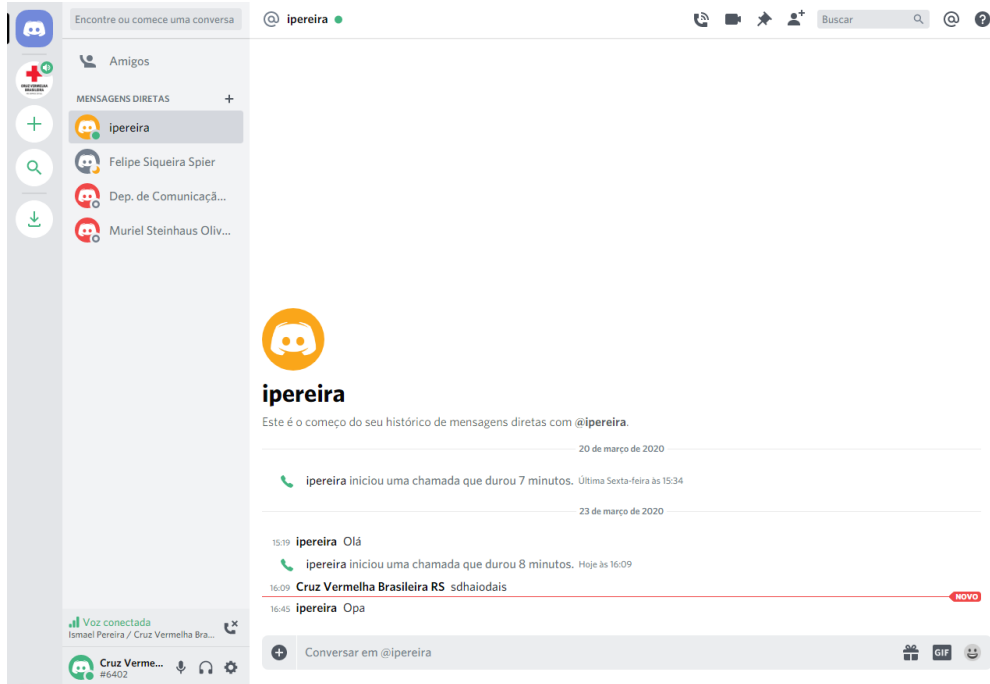 Encontre ou comece uma conversa
@ ipereira
Buscar
Amigos
CRUZ VERMELHA
BRASILEIRA
MENSAGENS DIRETAS
ipereira
Felipe Siqueira Spier
Dep. de Comunicaçã...
Muriel Steinhaus Oliv...
ipereira
Este é o começo do seu histórico de mensagens diretas com @ipereira.
20 de março de 2020
ipereira iniciou uma chamada que durou 7 minutos. Última Sexta-feira às 15:34
23 de março de 2020
15:19 ipereira Olá
ipereira iniciou uma chamada que durou 8 minutos. Hoje às 16:09
16:09 Cruz Vermelha Brasileira RS sdhaiodais
NOVO
16:45 ipereira Opa
Voz conectada
Ismael Pereira / Cruz Vermelha Bra...
Cruz Verme...
#6402
Conversar em @ipereira
GIF